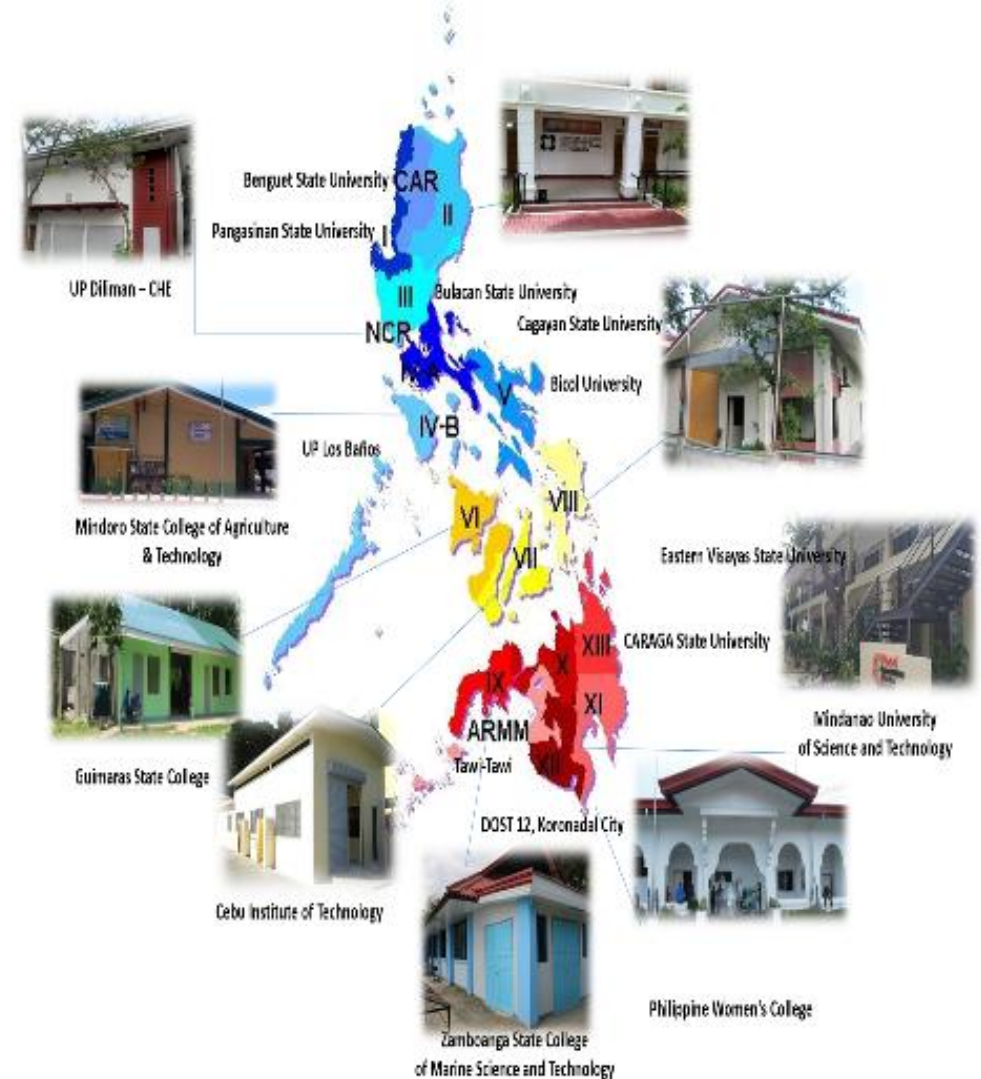 Benguet State University
CAR
II
Pangasinan State University
I
UP Diliman – CHE
III
Bulacan State University
NCR
Cagayan State University
Bicol University
V
IV-B
UP Los Baños
Mindoro State College of Agriculture
& Technology
VI
VIII
VII
Eastern Visayas State University
XIII
CARAGA State University
X
IX
XI
ARMM
Tawi-Tawi
XII
Mindanao University
of Science and Technology
Guimaras State College
DOST 12, Koronadal City
Cebu Institute of Technology
Philippine Women's College
Zamboanga State College
of Marine Science and Technology